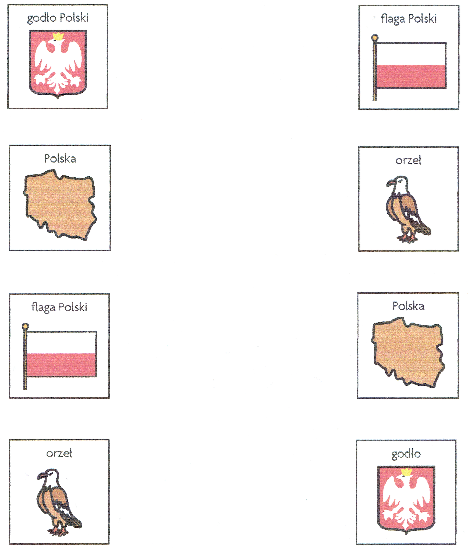 godło Polski
flaga Polski
Polska
orzeł
flaga Polski
Polska
orzeł
godło